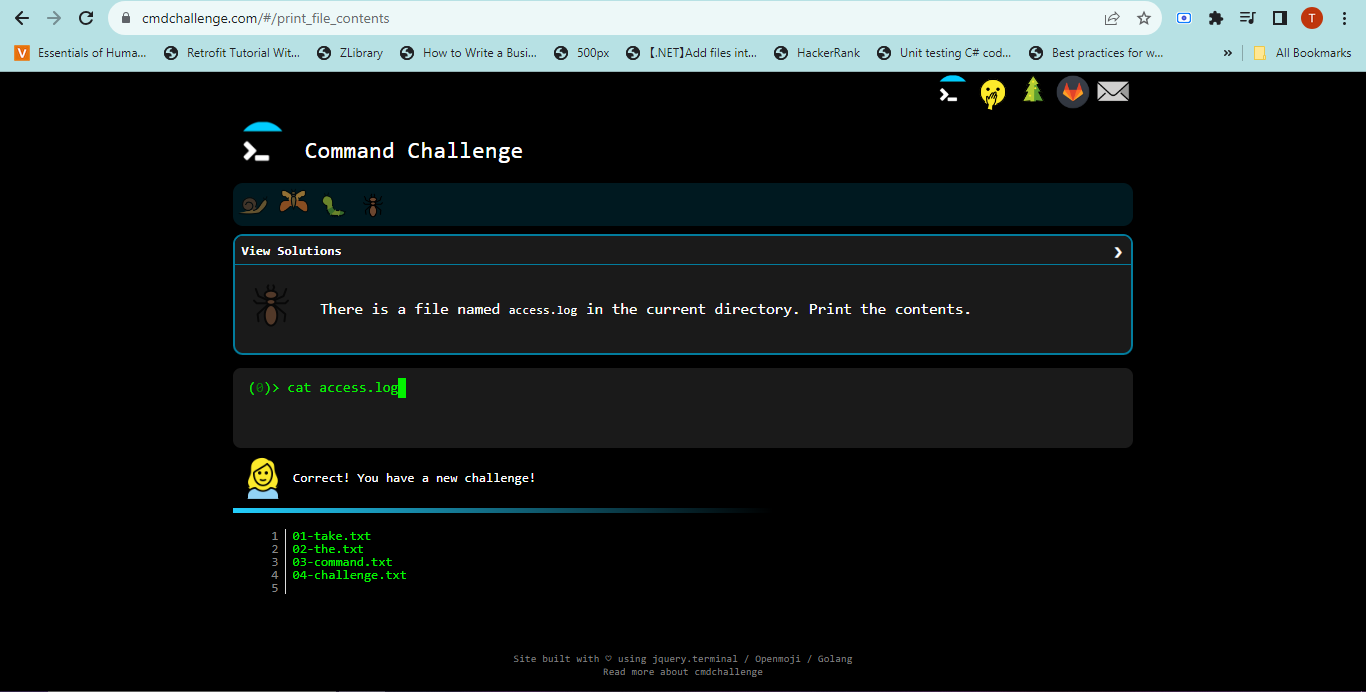 cmdchallenge.com/#/print_file_contents
T
V Essentials of Huma... Retrofit Tutorial Wit... ZLibrary How to Write a Busi... 500px 【.NET】Add files int... HackerRank Unit testing C# cod... Best practices for w... » All Bookmarks
Command Challenge
View Solutions ❯
There is a file named access.log in the current directory. Print the contents.
(0)> cat access.log
Correct! You have a new challenge!
1 01-take.txt
2 02-the.txt
3 03-command.txt
4 04-challenge.txt
5
Site built with ♡ using jquery.terminal / Openmoji / Golang
Read more about cmdchallenge